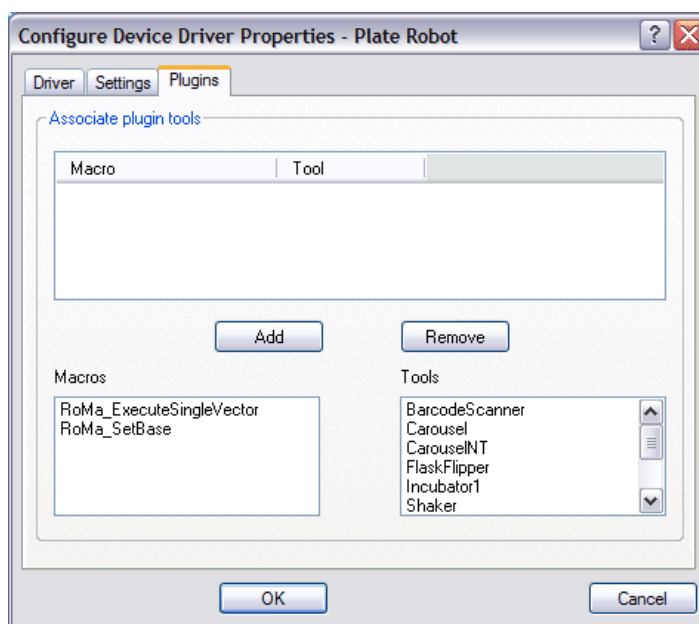 Configure Device Driver Properties - Plate Robot
?
Driver Settings Plugins
Associate plugin tools
Macro Tool
Add Remove
Macros Tools
RoMa_ExecuteSingleVector
RoMa_SetBase
BarcodeScanner
Carousel
CarouselNT
FlaskFlipper
Incubator1
Shaker
OK Cancel